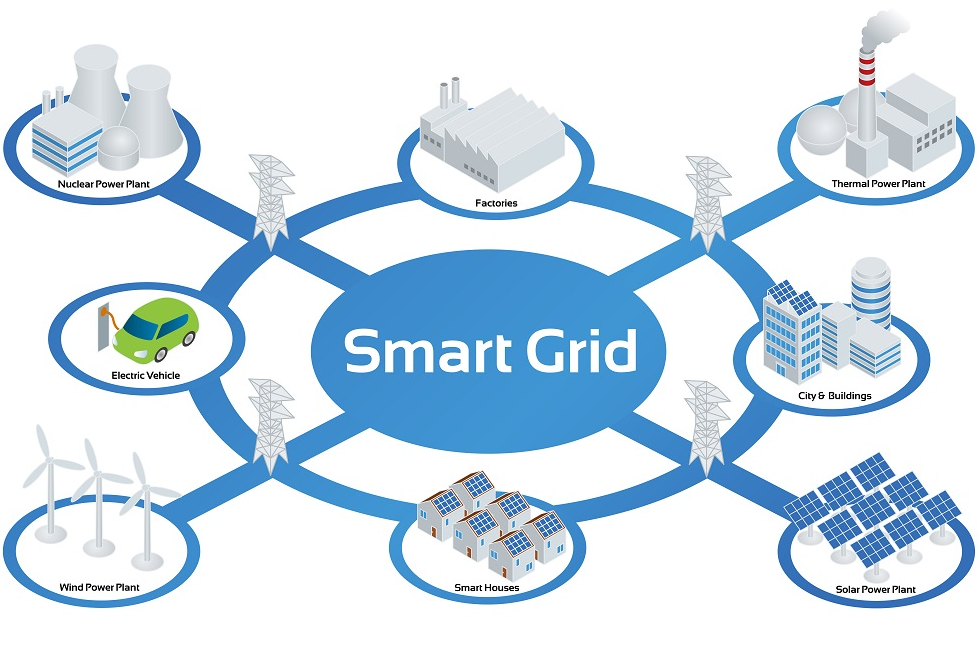 Nuclear Power Plant
Factories
Thermal Power Plant
Smart Grid
Electric Vehicle
City & Buildings
Wind Power Plant
Smart Houses
Solar Power Plant